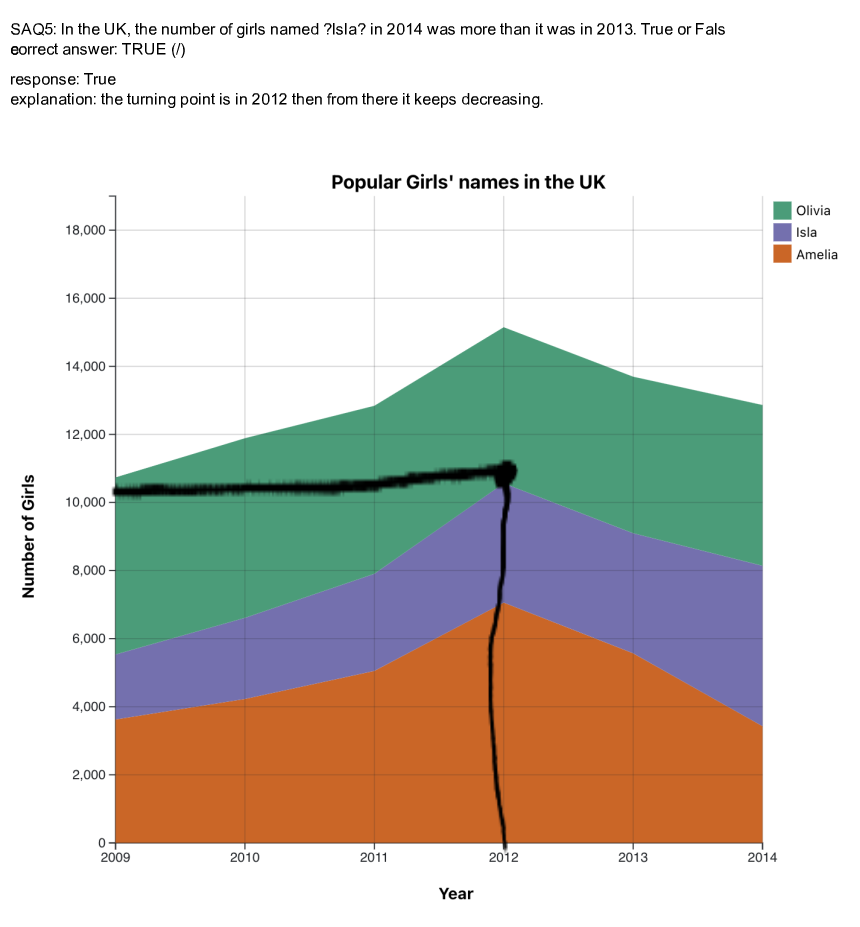 SAQ5: In the UK, the number of girls named ?Isla? in 2014 was more than it was in 2013. True or Fals
eorrect answer: TRUE (/)
response: True
explanation: the turning point is in 2012 then from there it keeps decreasing.
Popular Girls' names in the UK
Olivia
Isla
Amelia
18,000
16,000
14,000
12,000
10,000
8,000
6,000
4,000
2,000
0
Number of Girls
2009 2010 2011 2012 2013 2014
Year